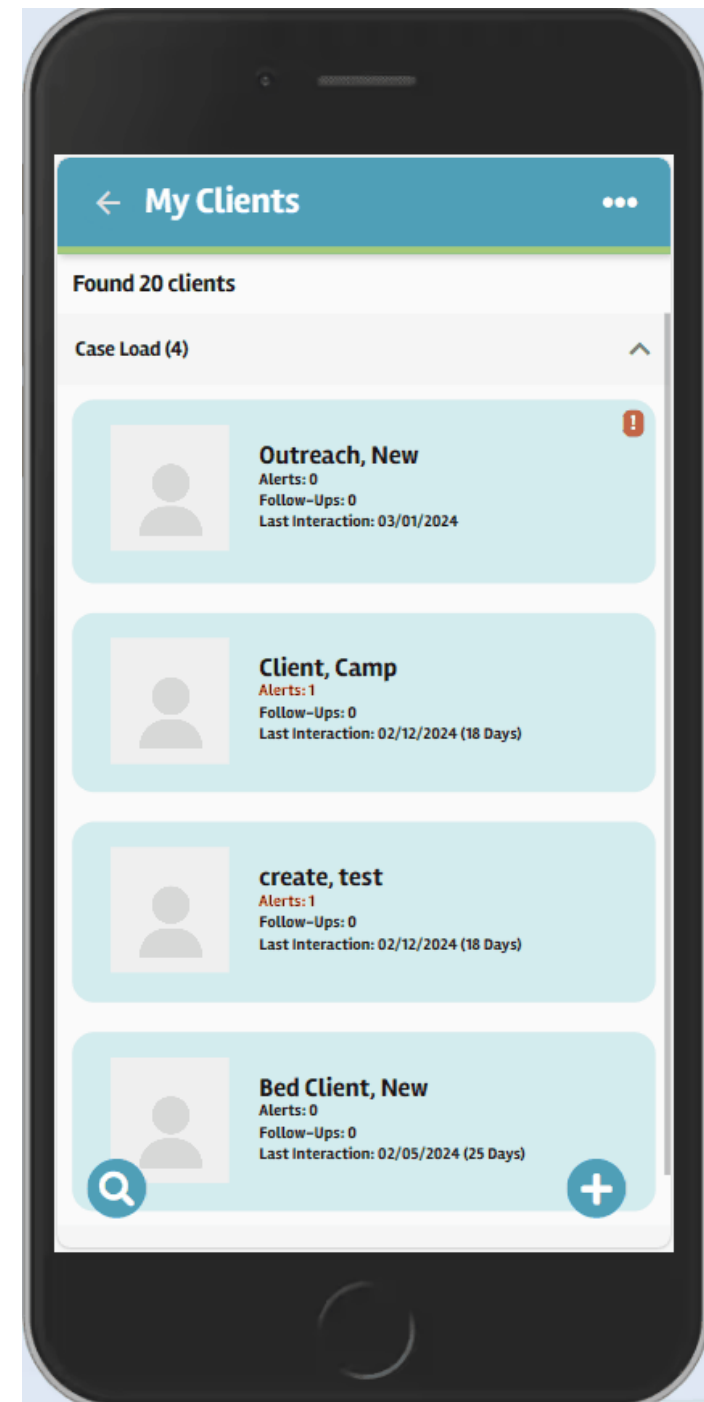 My Clients
Found 20 clients
Case Load (4)
!
Outreach, New
Alerts: 0
Follow-Ups: 0
Last Interaction: 03/01/2024
Client, Camp
Alerts: 1
Follow-Ups: 0
Last Interaction: 02/12/2024 (18 Days)
create, test
Alerts: 1
Follow-Ups: 0
Last Interaction: 02/12/2024 (18 Days)
Bed Client, New
Alerts: 0
Follow-Ups: 0
Last Interaction: 02/05/2024 (25 Days)